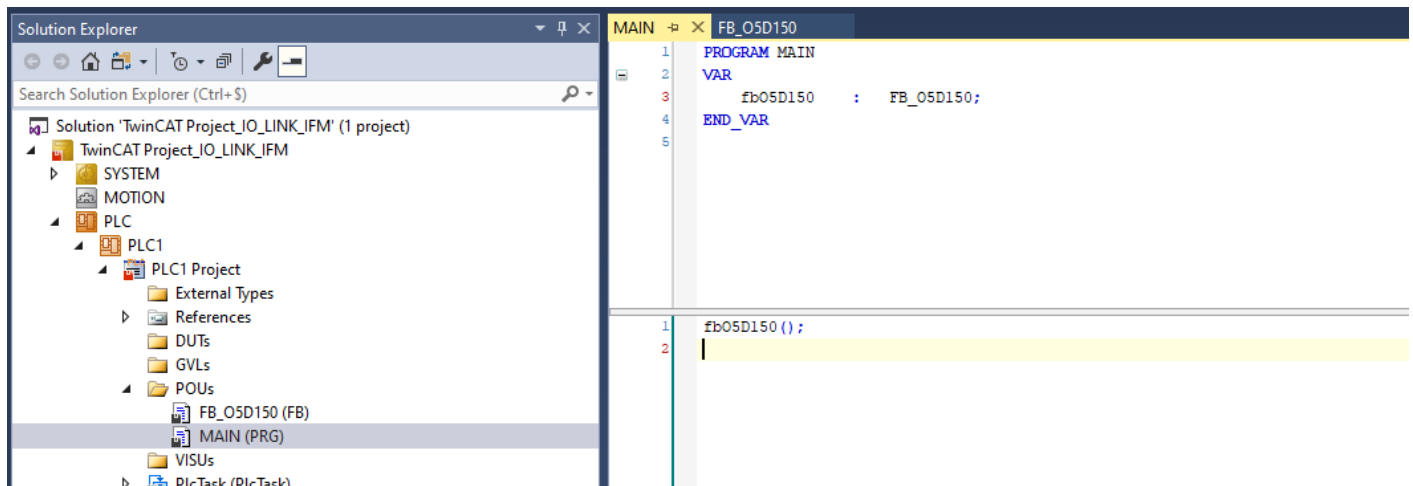 Solution Explorer
Search Solution Explorer (Ctrl+$)
Solution 'TwinCAT Project_IO_LINK_IFM' (1 project)
TwinCAT Project_IO_LINK_IFM
SYSTEM
MOTION
PLC
PLC1
PLC1 Project
External Types
References
DUTs
GVLs
POUs
FB_O5D150 (FB)
MAIN (PRG)
VISUs
PlcTask (PlcTask)
MAIN FB_O5D150
1 PROGRAM MAIN
2 VAR
3 fbO5D150 : FB_O5D150;
4 END_VAR
5
1 fbO5D150();
2